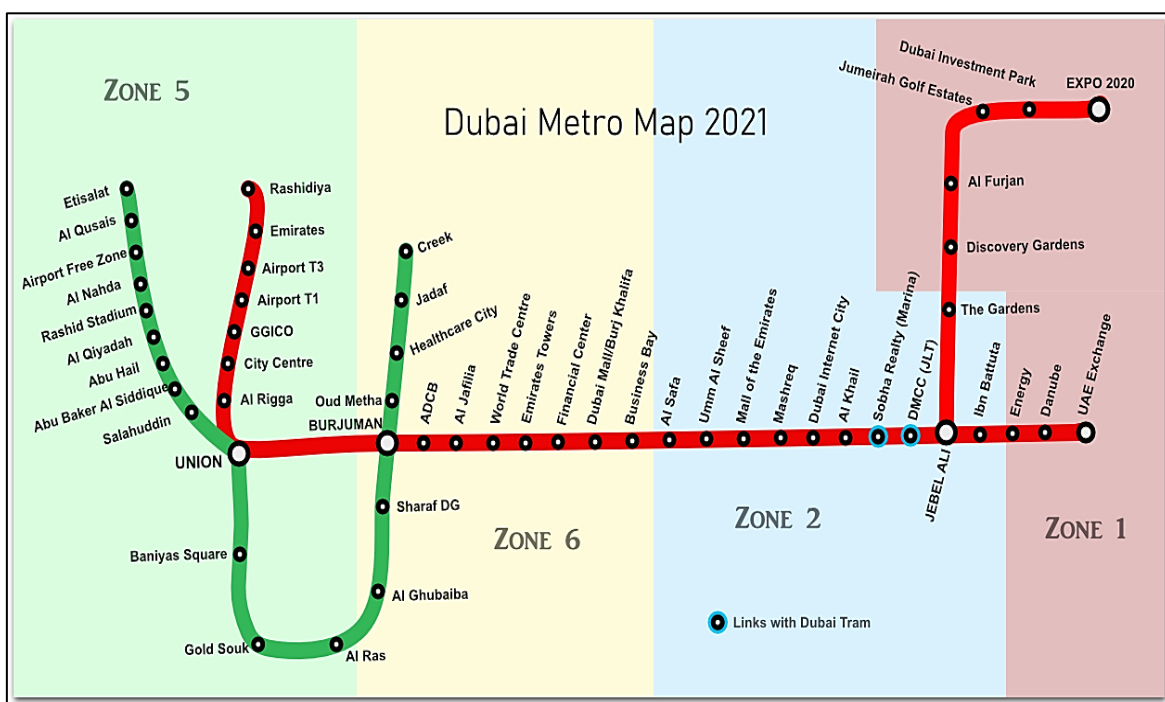 Dubai Metro Map 2021
ZONE 5
ZONE 6
ZONE 2
ZONE 1
Etisalat
Al Qusais
Airport Free Zone
Al Nahda
Rashid Stadium
Al Qiyadah
Abu Hail
Abu Baker Al Siddique
Salahuddin
UNION
Baniyas Square
Gold Souk
Al Ras
Al Ghubaiba
Sharaf DG
BURJUMAN
Oud Metha
Healthcare City
Jadaf
Creek
Rashidiya
Emirates
Airport T3
Airport T1
GGICO
City Centre
Al Rigga
ADCB
Al Jafilia
World Trade Centre
Emirates Towers
Financial Center
Dubai Mall/Burj Khalifa
Business Bay
Al Safa
Umm Al Sheef
Mall of the Emirates
Mashreq
Dubai Internet City
Al Khail
Sobha Realty (Marina)
DMCC (JLT)
JEBEL ALI
Ibn Battuta
Energy
Danube
UAE Exchange
The Gardens
Discovery Gardens
Al Furjan
Jumeirah Golf Estates
Dubai Investment Park
EXPO 2020
Links with Dubai Tram